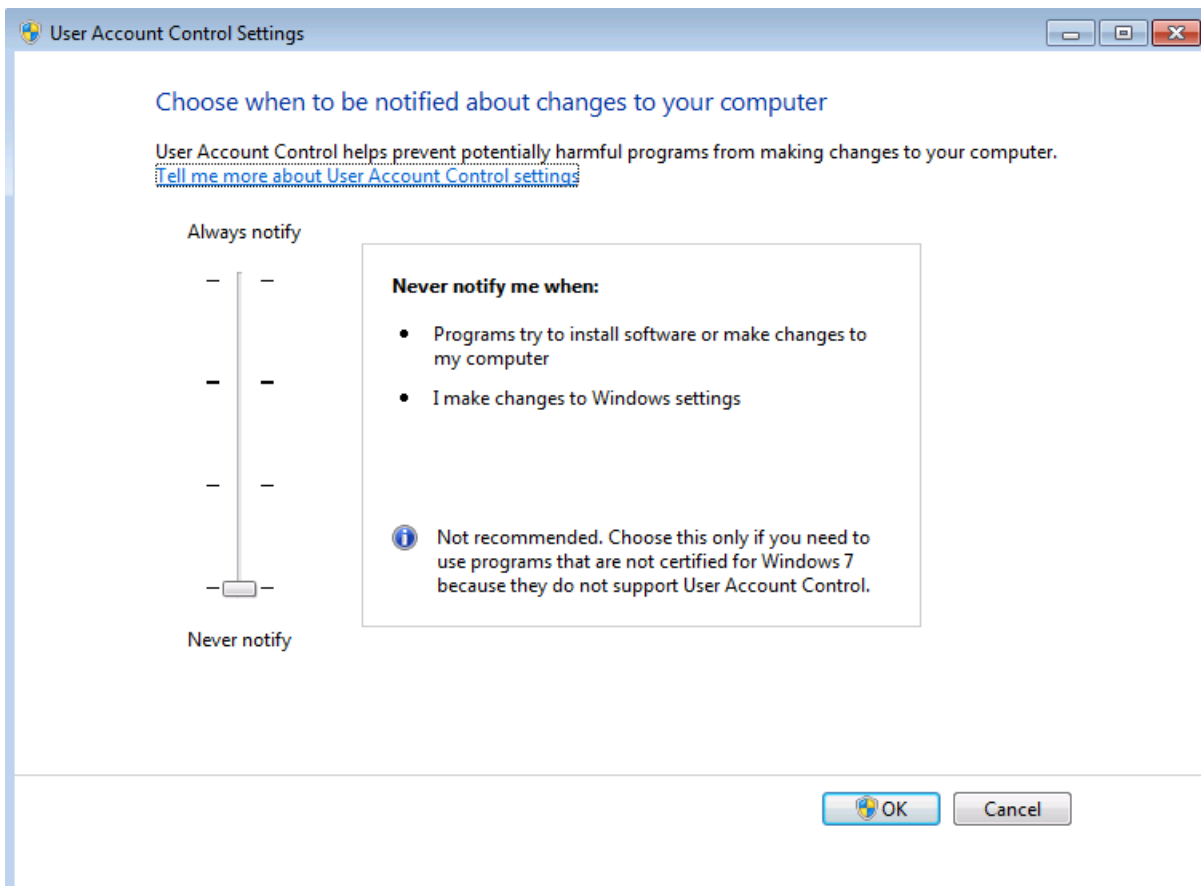 User Account Control Settings
Choose when to be notified about changes to your computer
User Account Control helps prevent potentially harmful programs from making changes to your computer.
Tell me more about User Account Control settings
Always notify
Never notify me when:
• Programs try to install software or make changes to
my computer
• I make changes to Windows settings
Not recommended. Choose this only if you need to
use programs that are not certified for Windows 7
because they do not support User Account Control.
Never notify
OK
Cancel